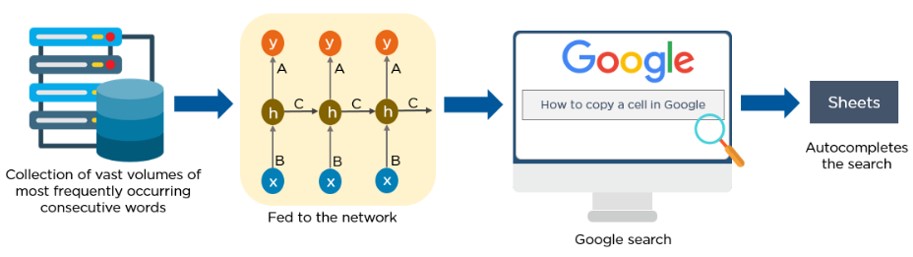 y y y
A A A
h C h C h C
B B B
x x x
Collection of vast volumes of
most frequently occurring
consecutive words
Fed to the network
Google
How to copy a cell in Google
Google search
Sheets
Autocompletes
the search